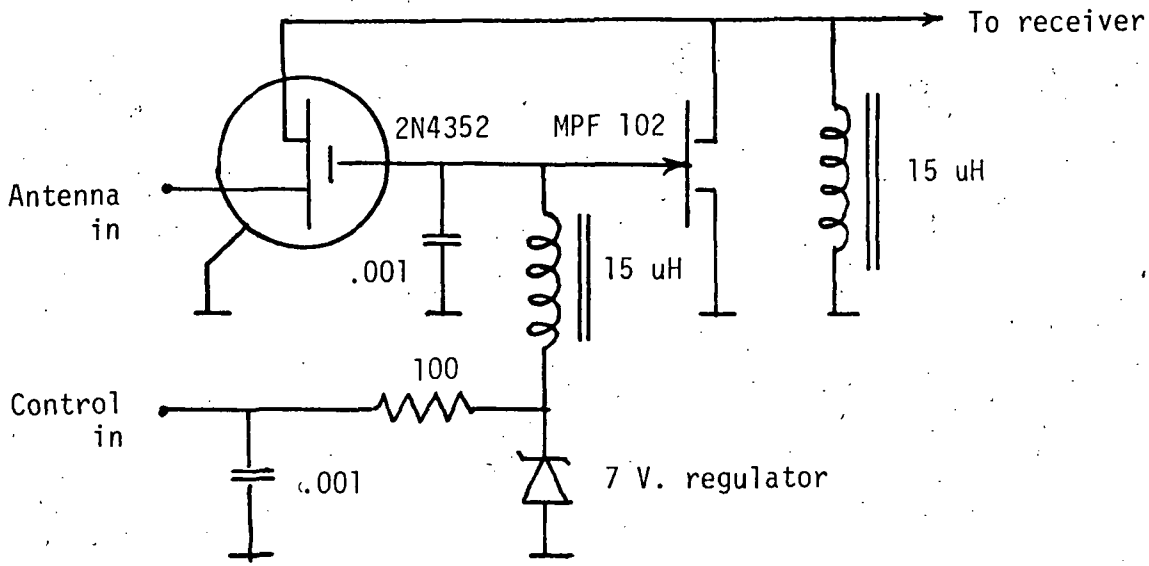 To receiver
2N4352
MPF 102
Antenna
in
15 uH
.001
15 uH
100
Control
in
.001
7 V. regulator